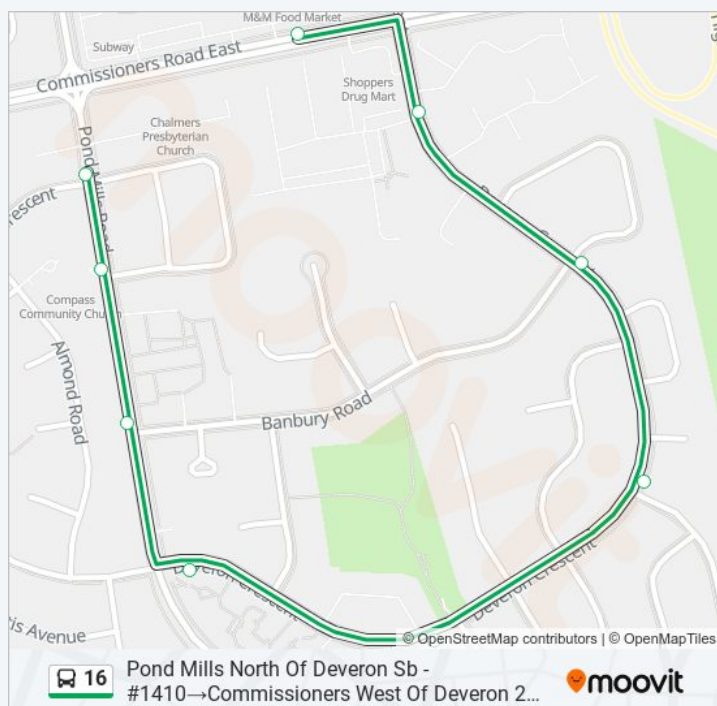 M&M Food Market
Subway
Commissioners Road East
Shoppers
Drug Mart
Chalmers
Presbyterian
Church
Pond Mills Road
rescent
Compass
Community Church
Almond Road
Banbury Road
Deveron Crescent
Deveron Crescent
is Avenue
moovit
© OpenStreetMap contributors | © OpenMapTiles
16
Pond Mills North Of Deveron Sb -
#1410→Commissioners West Of Deveron 2...
moovit